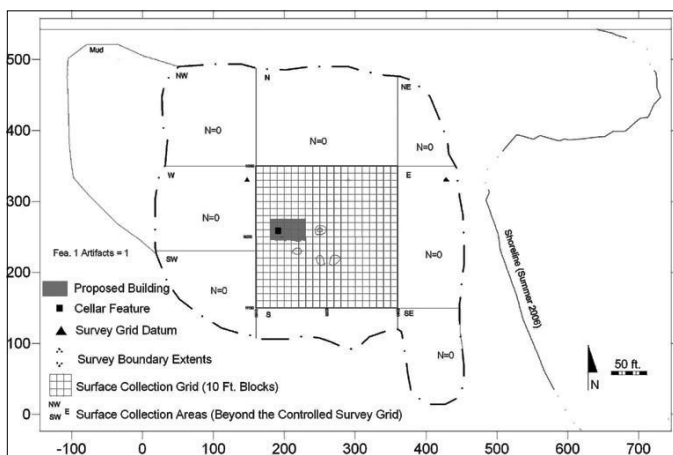 500
400
300
200
100
0
-100 0 100 200 300 400 500 600 700
Mud
NW
N
NE
N=0
N=0
N=0
W
E
N=0
N=0
SW
Fea. 1 Artifacts = 1
N=0
S
SE
N=0
Proposed Building
Cellar Feature
Survey Grid Datum
Survey Boundary Extents
Surface Collection Grid (10 Ft. Blocks)
NW
SW
E
Surface Collection Areas (Beyond the Controlled Survey Grid)
Shoreline (Summer 2006)
50 ft.
N